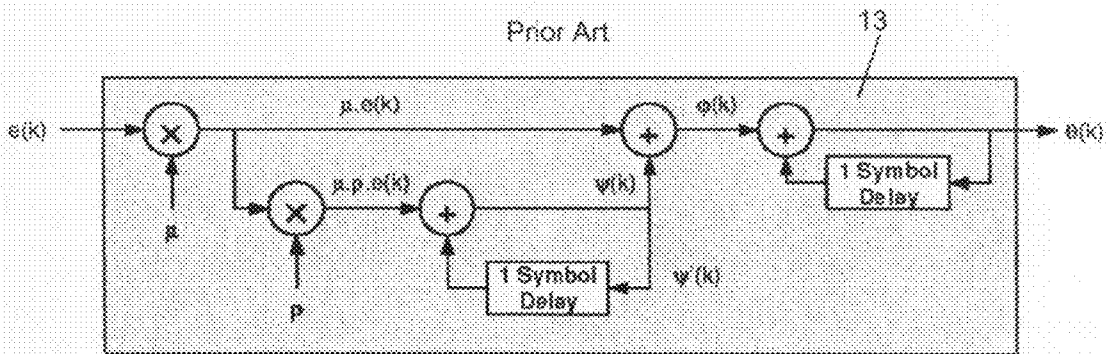 Prior Art
13
e(k)
×
μ.e(k)
+
φ(k)
+
θ(k)
μ
×
μ.p.e(k)
+
ψ(k)
1 Symbol
Delay
P
1 Symbol
Delay
ψ'(k)